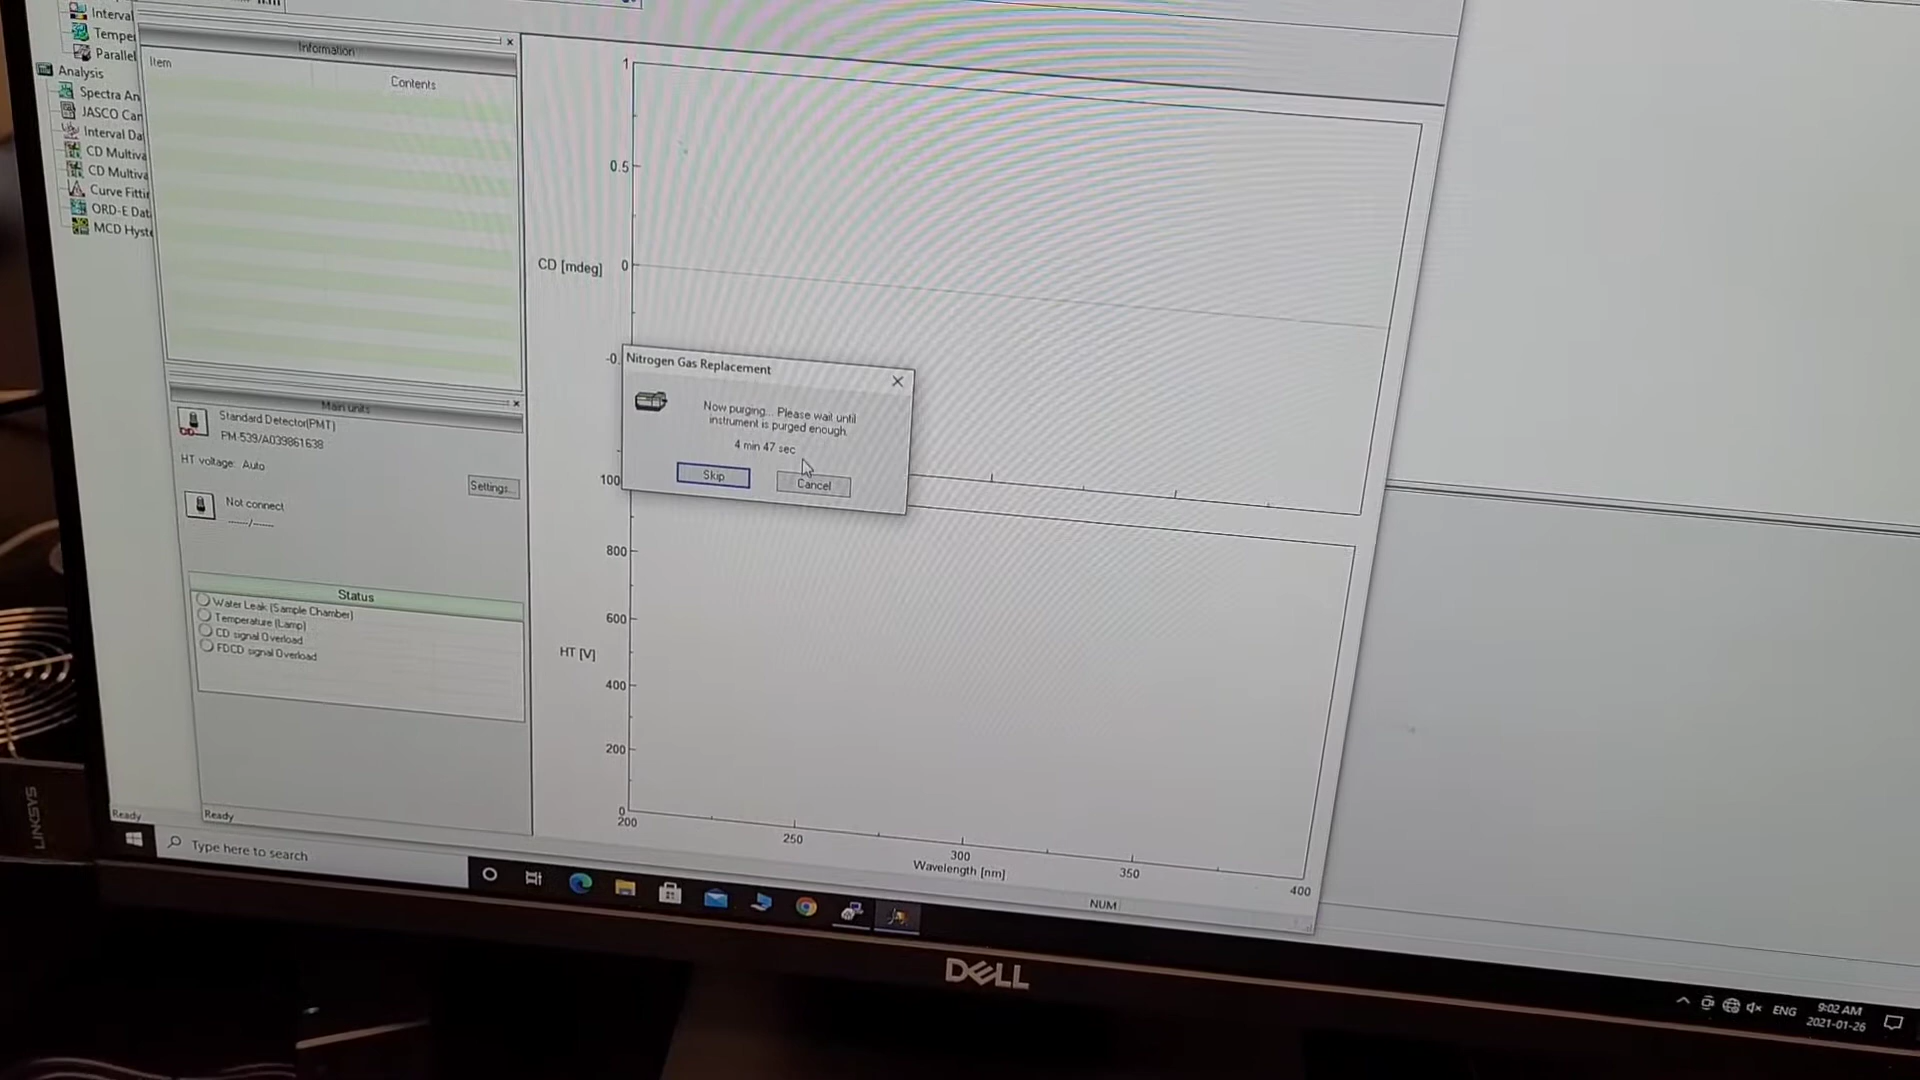 Interval
Tempe
Parallel
Analysis
Spectra An
JASCO Can
Interval Da
CD Multiva
CD Multiva
Curve Fittin
ORD-E Data
MCD Hyste
Information
Item
Contents
Main units
Standard Detector(PMT)
PM-539/A039861638
HT voltage: Auto
Settings...
Not connect
------/------
Status
Water Leak (Sample Chamber)
Temperature (Lamp)
CD signal Overload
FDCD signal Overload
Ready
Ready
1
0.5
CD [mdeg]
0
-0.
Nitrogen Gas Replacement
Now purging... Please wait until
instrument is purged enough.
4 min 47 sec
Skip
Cancel
100
800
600
HT [V]
400
200
0
200
250
300
350
400
Wavelength [nm]
NUM
Type here to search
ENG
9:02 AM
2021-01-26
LINKSYS
DELL